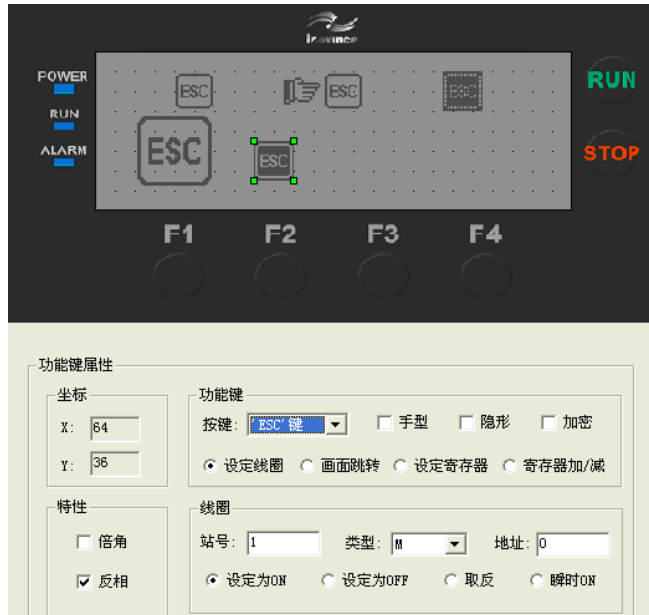 Inovance
POWER
RUN
ALARM
ESC ESC ESC
ESC ESC
RUN
STOP
F1 F2 F3 F4
功能键属性
坐标
X: 64
Y: 36
功能键
按键: 'ESC'键 手型 隐形 加密
设定线圈 画面跳转 设定寄存器 寄存器加/减
特性
倍角
反相
线圈
站号: 1 类型: M 地址: 0
设定为ON 设定为OFF 取反 瞬时ON